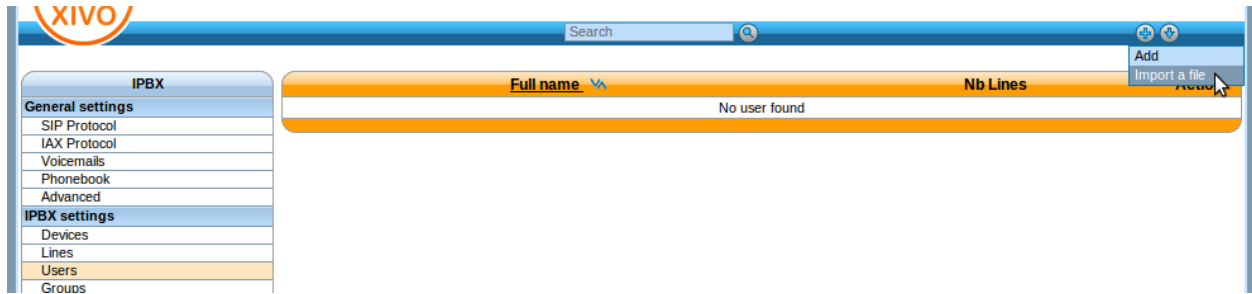 XIVO
Search
Add
Import a file
IPBX
Full name
Nb Lines
General settings
No user found
SIP Protocol
IAX Protocol
Voicemails
Phonebook
Advanced
IPBX settings
Devices
Lines
Users
Groups